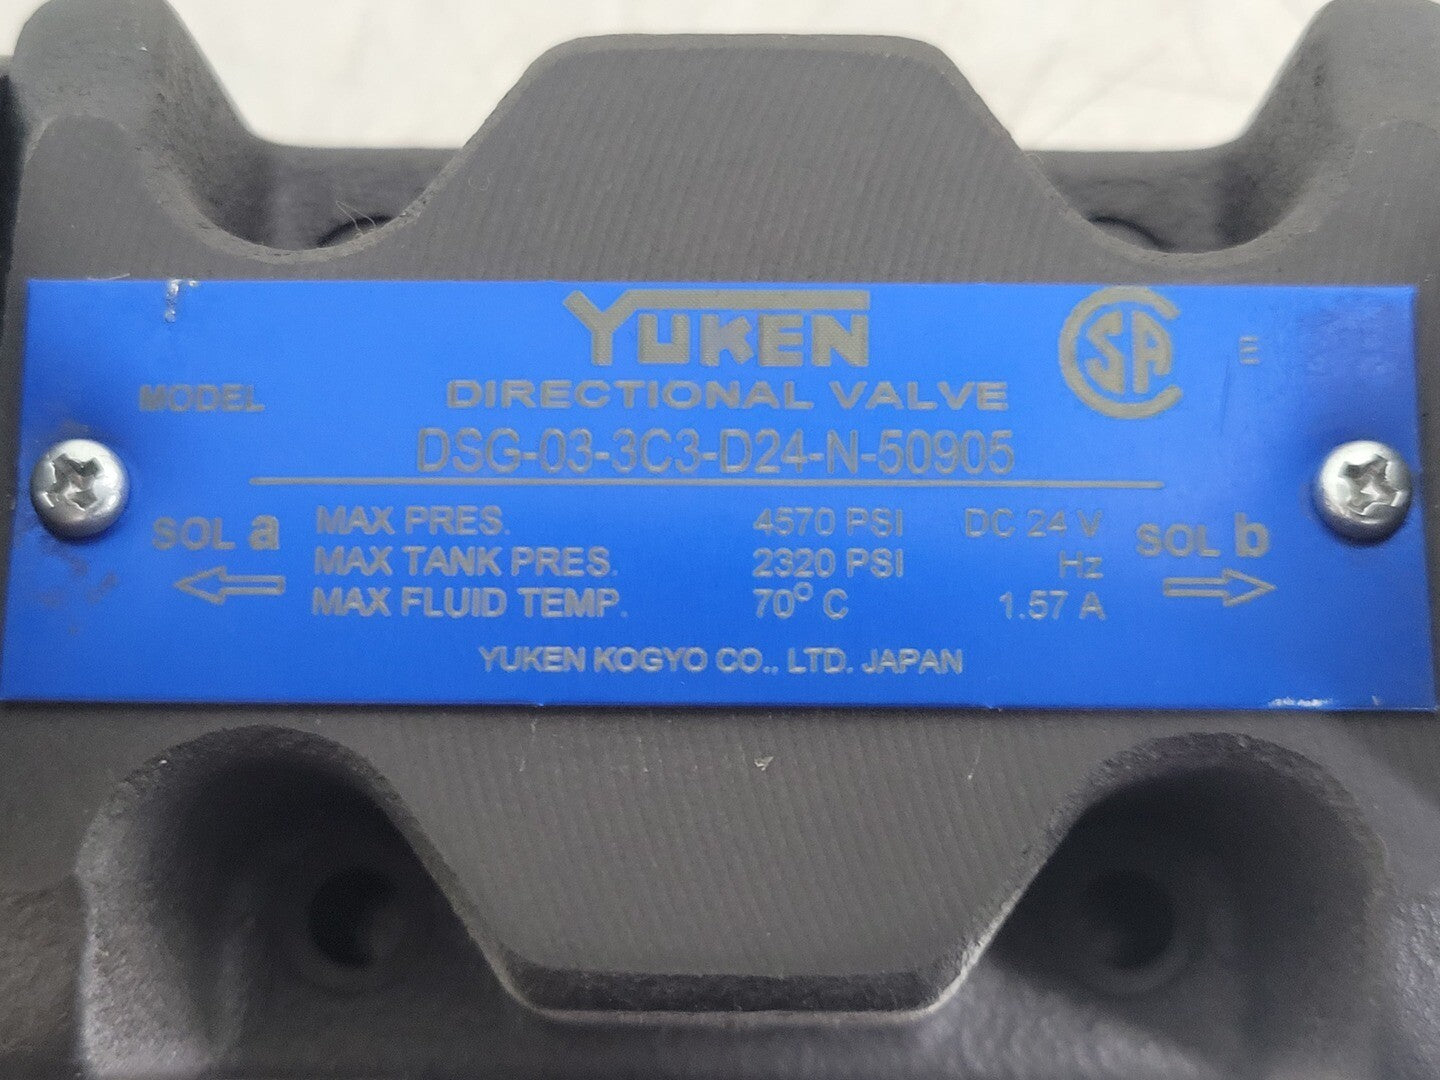 YUKEN
CSA
E
MODEL
DIRECTIONAL VALVE
DSG-03-3C3-D24-N-50905
SOL a
MAX PRES. 4570 PSI DC 24 V
MAX TANK PRES. 2320 PSI Hz
MAX FLUID TEMP. 70° C 1.57 A
SOL b
YUKEN KOGYO CO., LTD. JAPAN